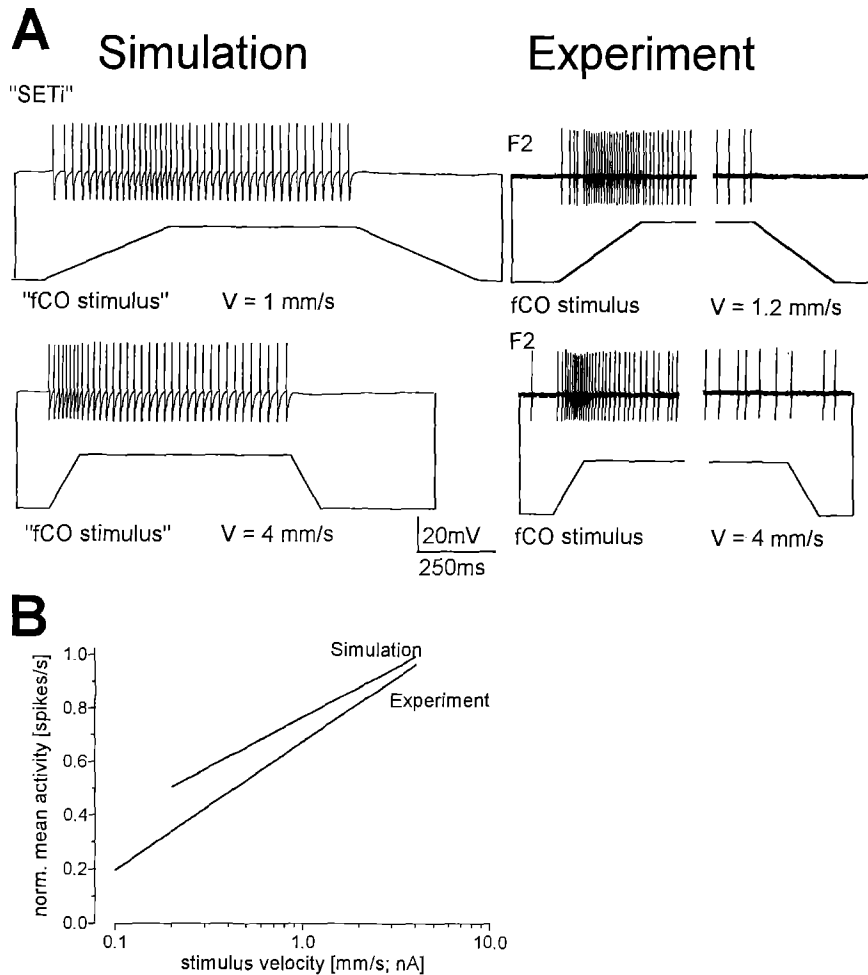 A
Simulation Experiment
"SETi"
F2
"fCO stimulus" V = 1 mm/s
fCO stimulus V = 1.2 mm/s
F2
"fCO stimulus" V = 4 mm/s
fCO stimulus V = 4 mm/s
20mV
250ms
B
norm. mean activity [spikes/s]
1.0
0.8
0.6
0.4
0.2
0.0
Simulation
Experiment
0.1 1.0 10.0
stimulus velocity [mm/s; nA]